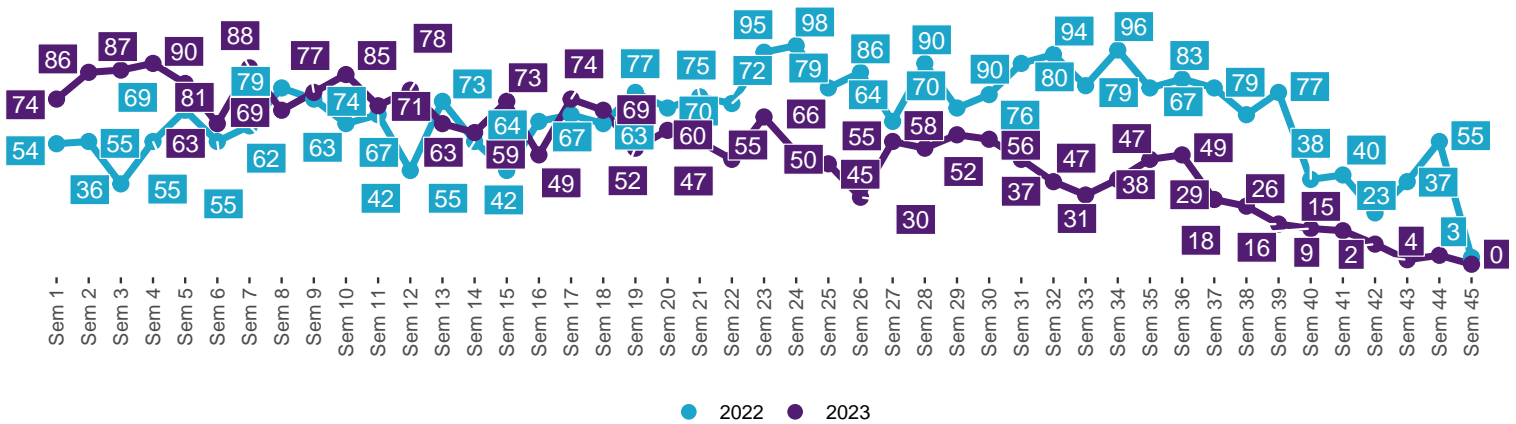 95 98
86 87 90 88 77 85 78 73 73 74 77 75 72 79 86 90 90 94 96 83 79 77
74 69 81 79 69 74 71 64 69 70 66 64 70 76 80 79 67
54 55 63 62 63 67 63 59 67 63 60 55 50 55 58 56 47 47 49 38 40 55
36 55 55 42 55 42 49 52 47 45 52 37 38 29 26 15 23 37
30 31 18 16 9 2 4 3 0
Sem 1
Sem 2
Sem 3
Sem 4
Sem 5
Sem 6
Sem 7
Sem 8
Sem 9
Sem 10
Sem 11
Sem 12
Sem 13
Sem 14
Sem 15
Sem 16
Sem 17
Sem 18
Sem 19
Sem 20
Sem 21
Sem 22
Sem 23
Sem 24
Sem 25
Sem 26
Sem 27
Sem 28
Sem 29
Sem 30
Sem 31
Sem 32
Sem 33
Sem 34
Sem 35
Sem 36
Sem 37
Sem 38
Sem 39
Sem 40
Sem 41
Sem 42
Sem 43
Sem 44
Sem 45
2022 2023